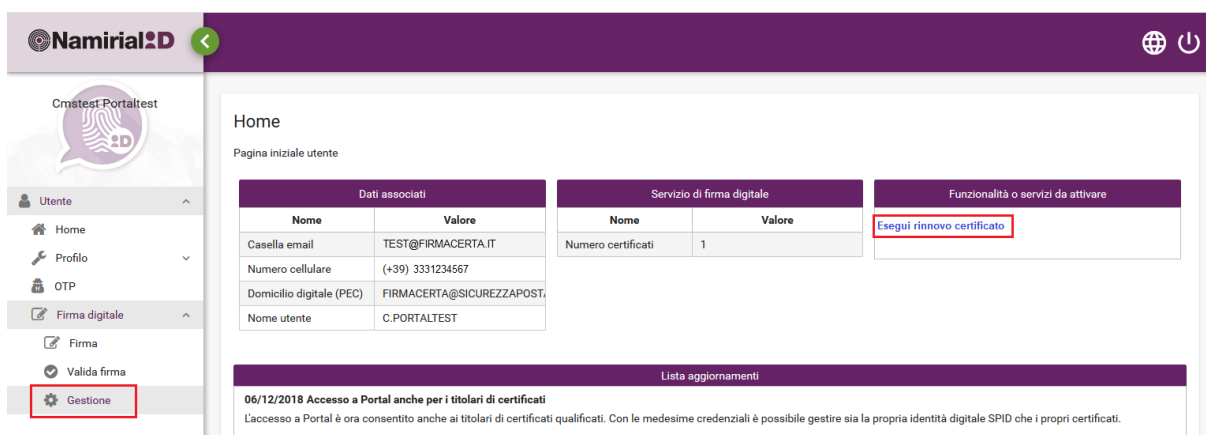 Namirial:D
Cmstest Portaltest
:D
Utente
Home
Profilo
OTP
Firma digitale
Firma
Valida firma
Gestione
Home
Pagina iniziale utente
Dati associati
Nome Valore
Casella email TEST@FIRMACERTA.IT
Numero cellulare (+39) 3331234567
Domicilio digitale (PEC) FIRMACERTA@SICUREZZAPOST
Nome utente C.PORTALTEST
Servizio di firma digitale
Nome Valore
Numero certificati 1
Funzionalità o servizi da attivare
Esegui rinnovo certificato
Lista aggiornamenti
06/12/2018 Accesso a Portal anche per i titolari di certificati
L'accesso a Portal è ora consentito anche ai titolari di certificati qualificati. Con le medesime credenziali è possibile gestire sia la propria identità digitale SPID che i propri certificati.